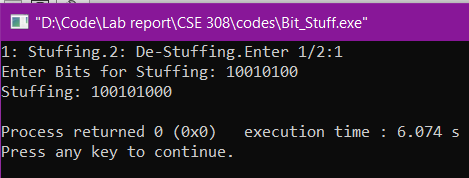 "D:\Code\Lab report\CSE 308\codes\Bit_Stuff.exe"
1: Stuffing.2: De-Stuffing.Enter 1/2:1
Enter Bits for Stuffing: 10010100
Stuffing: 100101000
Process returned 0 (0x0)   execution time : 6.074 s
Press any key to continue.